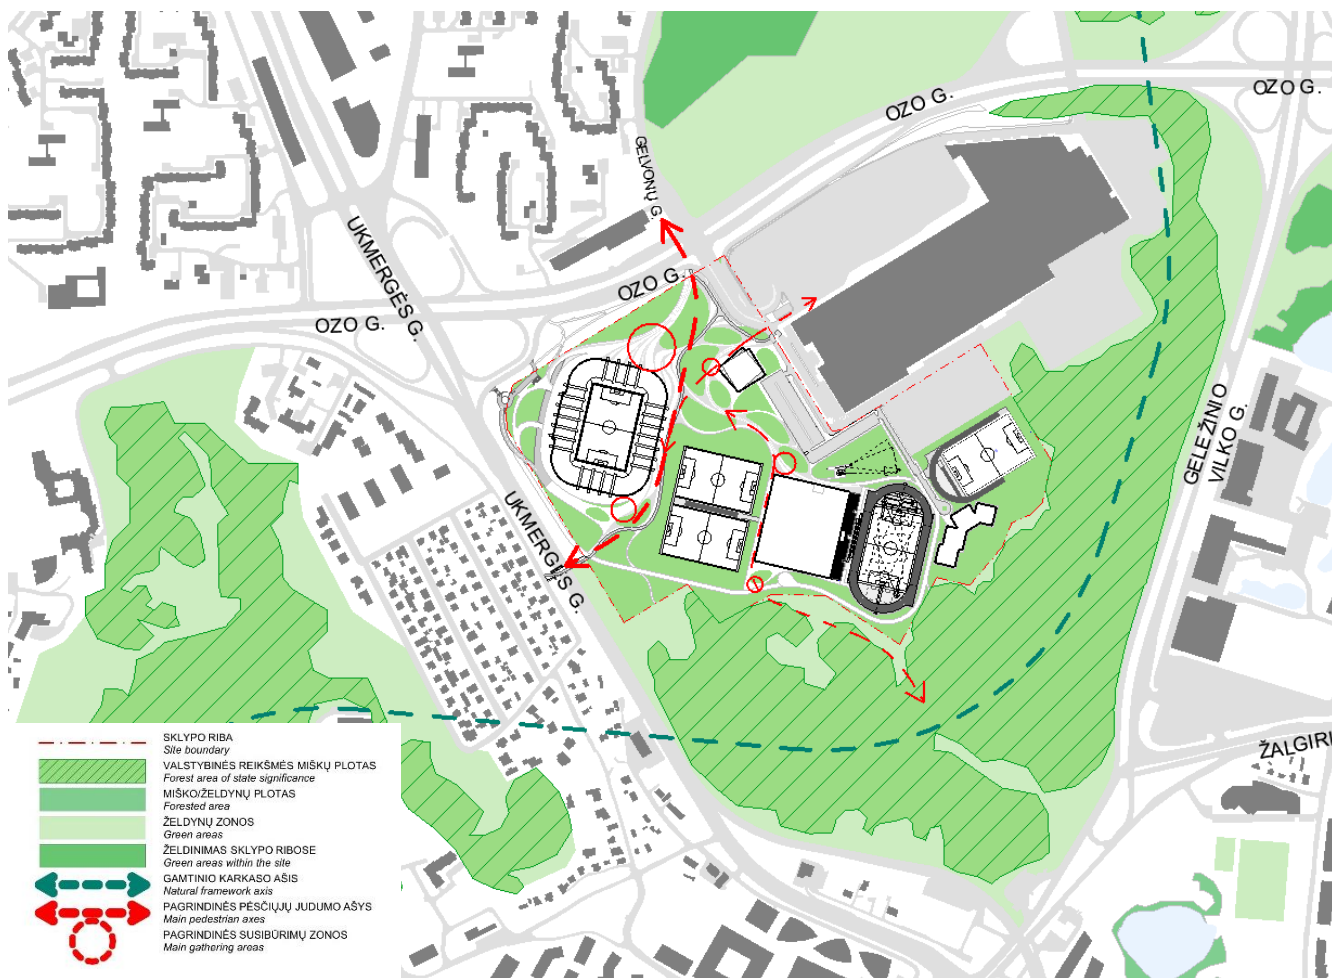 OZO G.
OZO G.
GELVONŲ G.
UKMERGĖS G.
OZO G.
OZO G.
GELEŽINIO
VILKO G.
UKMERGĖS G.
ŽALGIRI
SKLYPO RIBA
Site boundary
VALSTYBINĖS REIKŠMĖS MIŠKŲ PLOTAS
Forest area of state significance
MIŠKO/ŽELDYNŲ PLOTAS
Forested area
ŽELDYNŲ ZONOS
Green areas
ŽELDINIMAS SKLYPO RIBOSE
Green areas within the site
GAMTINIO KARKASO AŠIS
Natural framework axis
PAGRINDINĖS PĖSČIŲJŲ JUDUMO AŠYS
Main pedestrian axes
PAGRINDINĖS SUSIBŪRIMŲ ZONOS
Main gathering areas